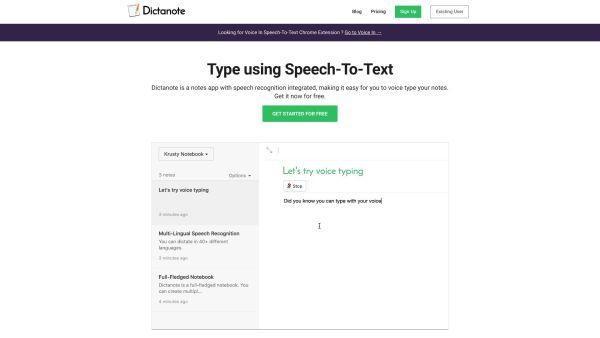 Dictanote
Blog Pricing Sign Up Existing User
Looking for Voice In Speech-To-Text Chrome Extension ? Go to Voice In →
Type using Speech-To-Text
Dictanote is a notes app with speech recognition integrated, making it easy for you to voice type your notes.
Get it now for free.
GET STARTED FOR FREE
Krusty Notebook
3 notes Options
Let's try voice typing
3 minutes ago
Multi-Lingual Speech Recognition
You can dictate in 40+ different
languages.
3 minutes ago
Full-Fledged Notebook
Dictanote is a full-fledged notebook. You
can create multipl...
4 minutes ago
Let's try voice typing
Stop
Did you know you can type with your voice